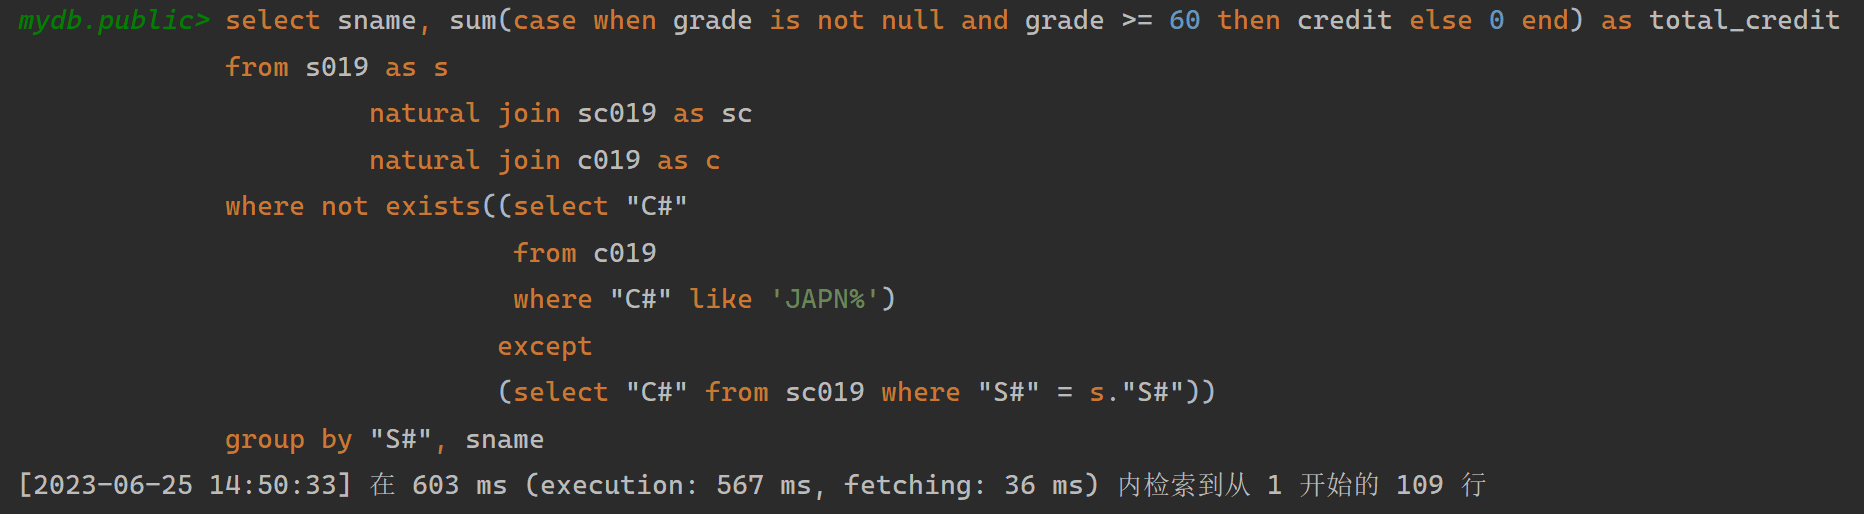 mydb.public> select sname, sum(case when grade is not null and grade >= 60 then credit else 0 end) as total_credit
from s019 as s
natural join sc019 as sc
natural join c019 as c
where not exists((select "C#"
from c019
where "C#" like 'JAPN%')
except
(select "C#" from sc019 where "S#" = s."S#"))
group by "S#", sname
[2023-06-25 14:50:33] 在 603 ms (execution: 567 ms, fetching: 36 ms) 内检索到从 1 开始的 109 行